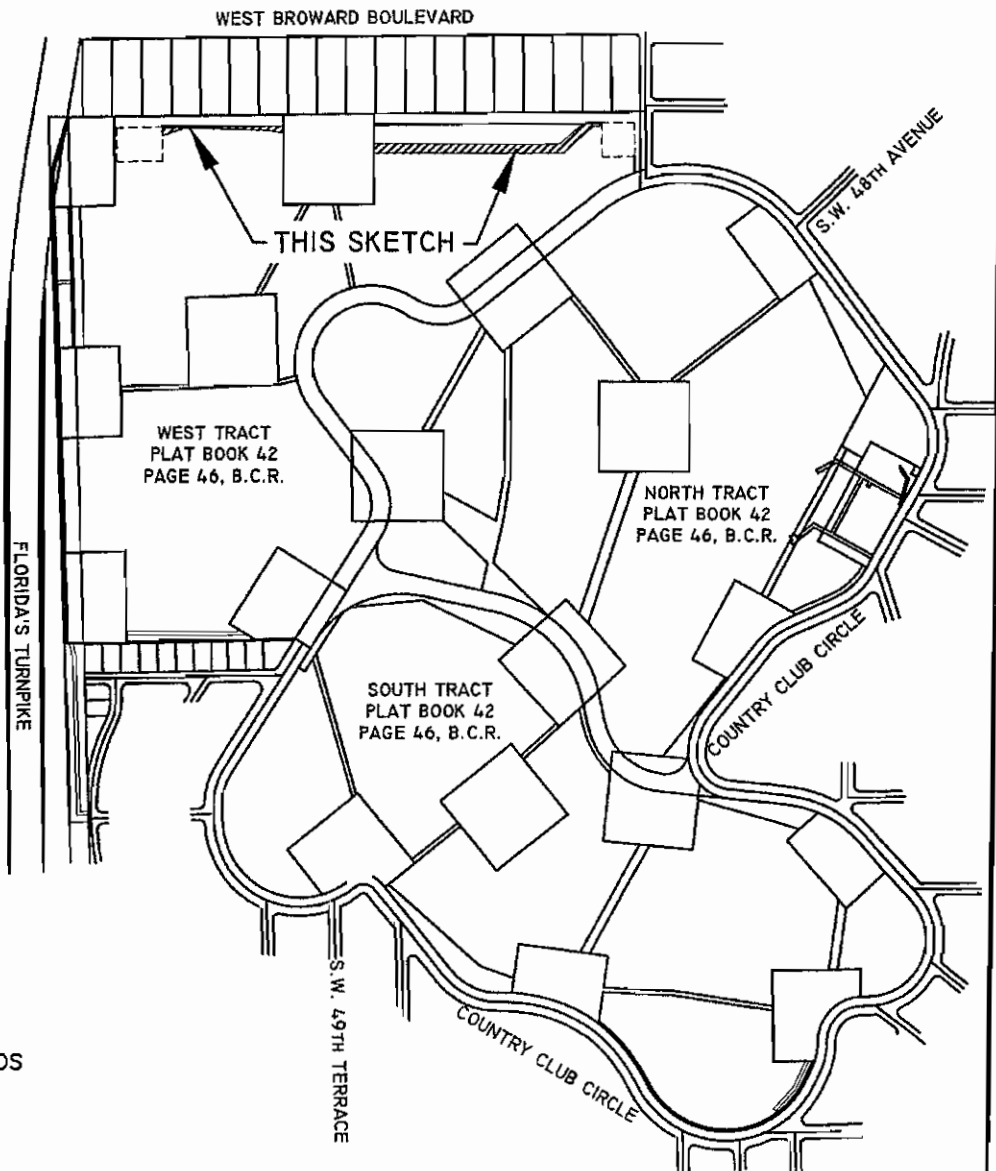 WEST BROWARD BOULEVARD
S.W. 48TH AVENUE
THIS SKETCH
WEST TRACT
PLAT BOOK 42
PAGE 46, B.C.R.
NORTH TRACT
PLAT BOOK 42
PAGE 46, B.C.R.
FLORIDA'S TURNPIKE
COUNTRY CLUB CIRCLE
SOUTH TRACT
PLAT BOOK 42
PAGE 46, B.C.R.
S.W. 49TH TERRACE
COUNTRY CLUB CIRCLE
DS